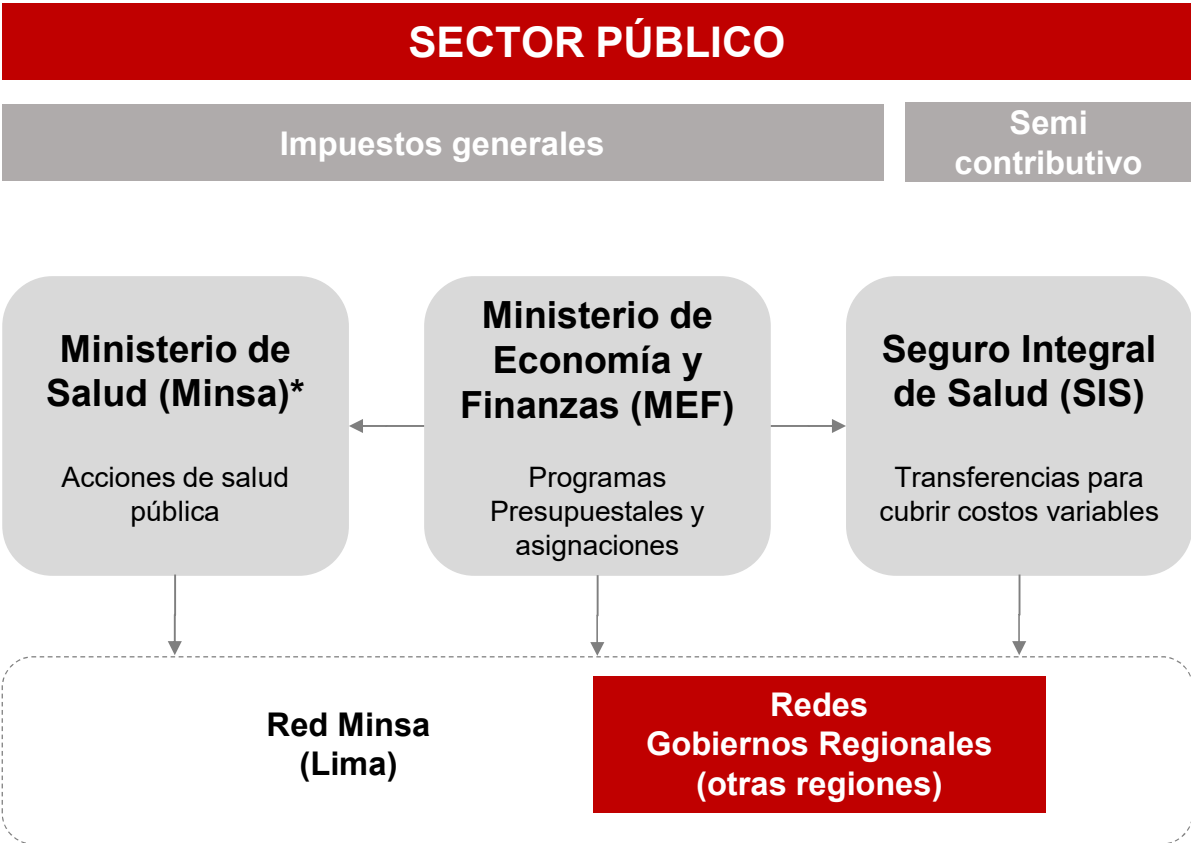 SECTOR PÚBLICO
Impuestos generales
Semi
contributivo
Ministerio de
Salud (Minsa)*
Acciones de salud
pública
Ministerio de
Economía y
Finanzas (MEF)
Programas
Presupuestales y
asignaciones
Seguro Integral
de Salud (SIS)
Transferencias para
cubrir costos variables
Red Minsa
(Lima)
Redes
Gobiernos Regionales
(otras regiones)